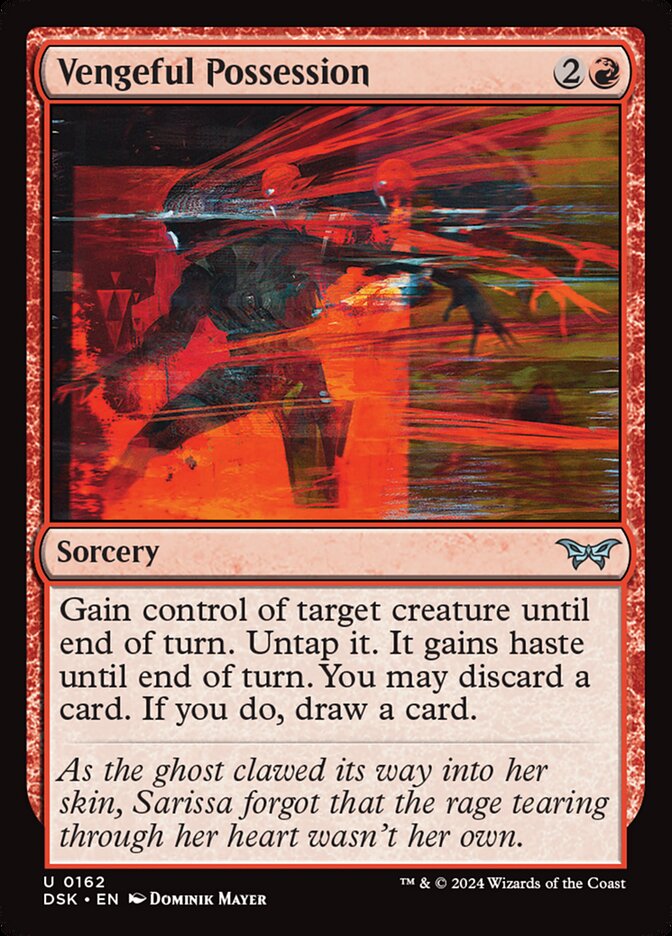 Vengeful Possession
2
Sorcery
Gain control of target creature until
end of turn. Untap it. It gains haste
until end of turn. You may discard a
card. If you do, draw a card.
As the ghost clawed its way into her
skin, Sarissa forgot that the rage tearing
through her heart wasn't her own.
U 0162
DSK • EN Dominik Mayer
™ & © 2024 Wizards of the Coast